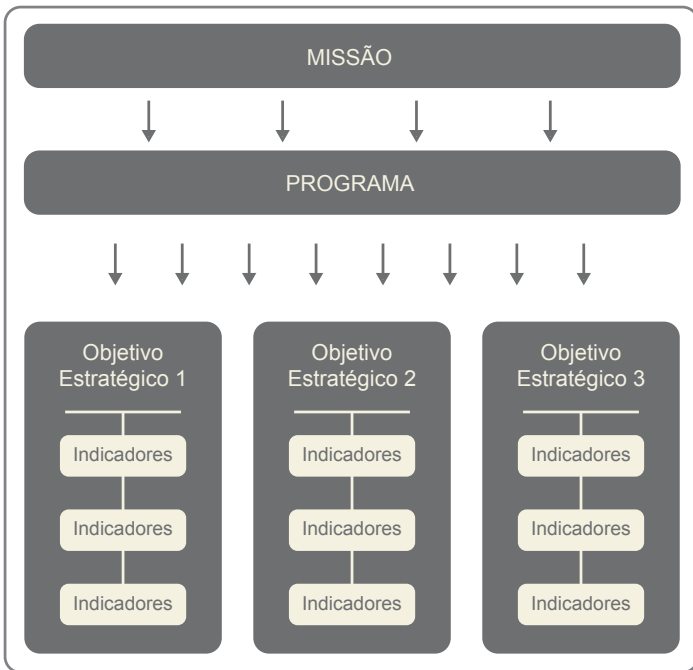 MISSÃO
PROGRAMA
Objetivo
Estratégico 1
Indicadores
Indicadores
Indicadores
Objetivo
Estratégico 2
Indicadores
Indicadores
Indicadores
Objetivo
Estratégico 3
Indicadores
Indicadores
Indicadores